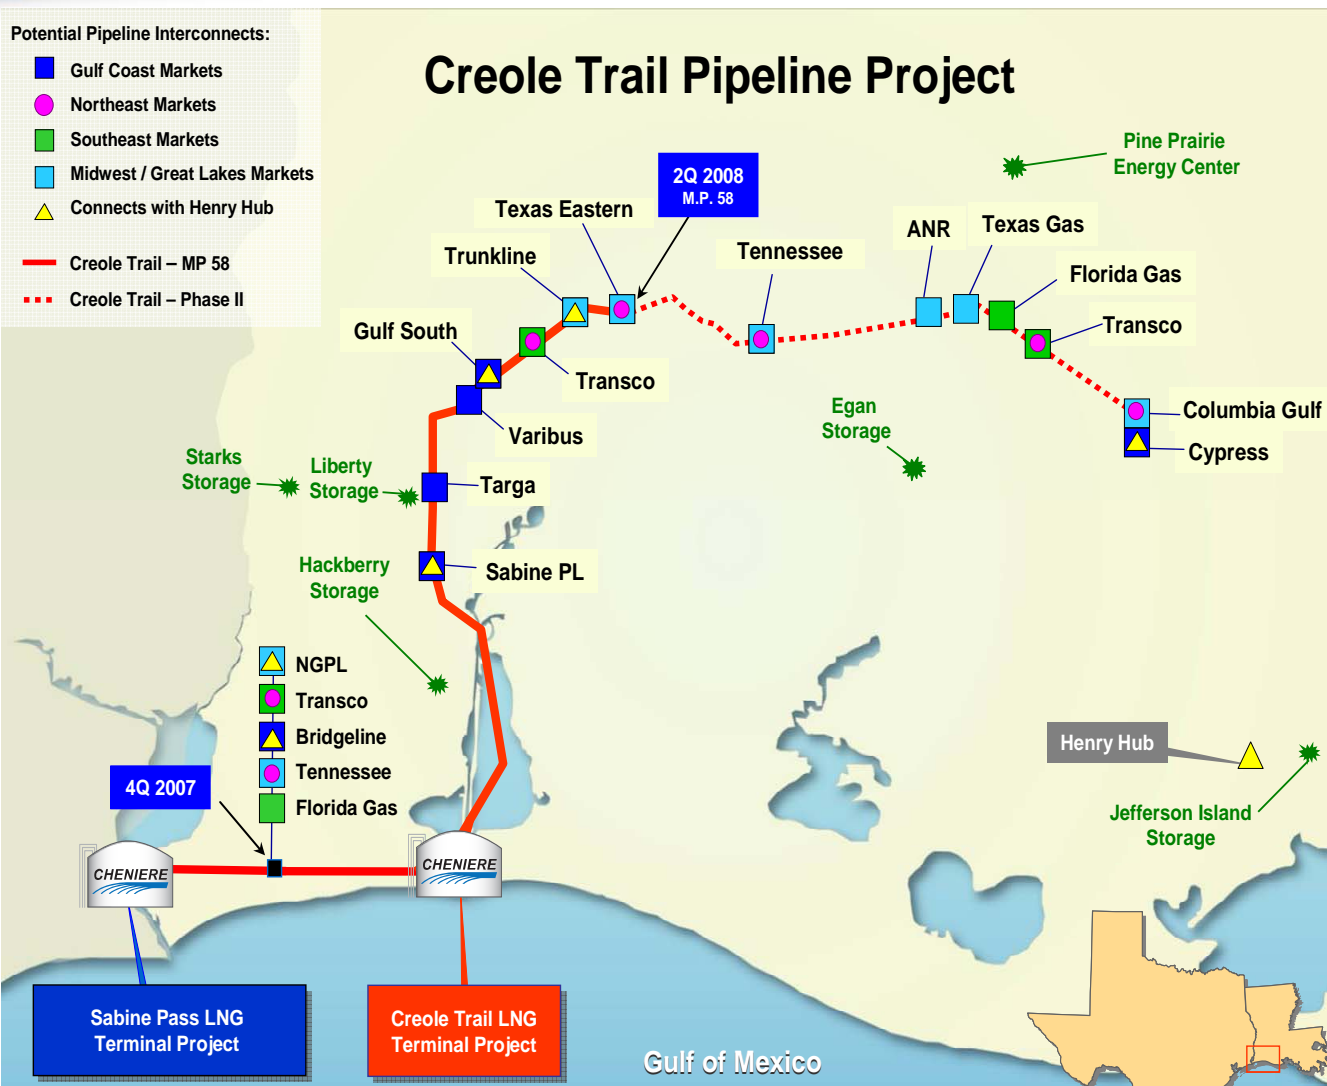 Potential Pipeline Interconnects:
Gulf Coast Markets
Northeast Markets
Southeast Markets
Midwest / Great Lakes Markets
Connects with Henry Hub
Creole Trail – MP 58
Creole Trail – Phase II
Creole Trail Pipeline Project
Pine Prairie
Energy Center
2Q 2008
M.P. 58
Texas Eastern
Trunkline
Tennessee
ANR
Texas Gas
Florida Gas
Transco
Gulf South
Transco
Varibus
Columbia Gulf
Cypress
Egan
Storage
Starks
Storage
Liberty
Storage
Targa
Hackberry
Storage
Sabine PL
NGPL
Transco
Bridgeline
Tennessee
Florida Gas
4Q 2007
Henry Hub
Jefferson Island
Storage
CHENIERE
CHENIERE
Sabine Pass LNG
Terminal Project
Creole Trail LNG
Terminal Project
Gulf of Mexico